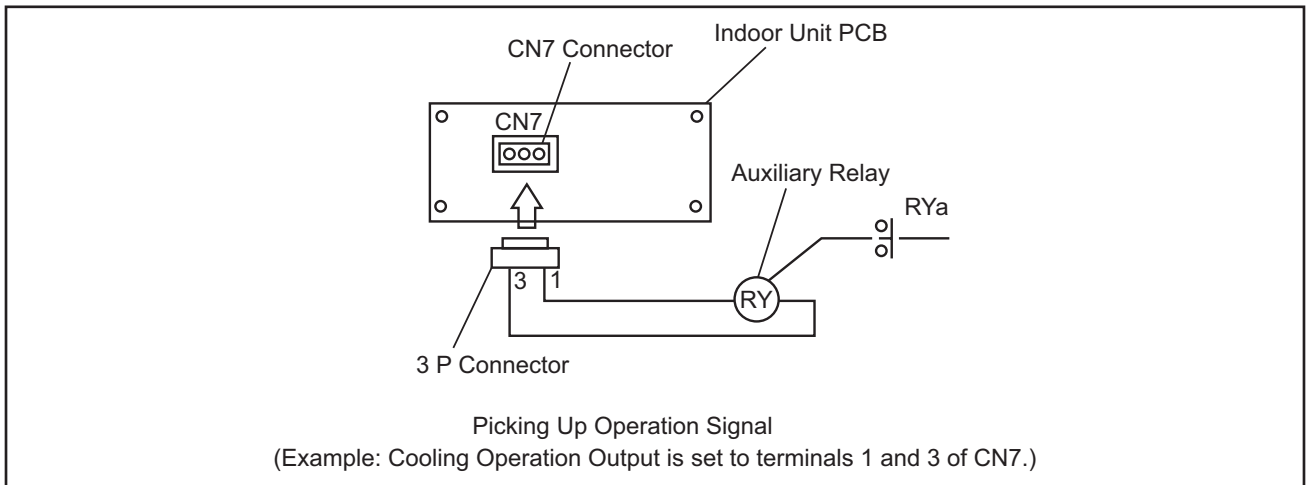 Indoor Unit PCB
CN7 Connector
CN7
Auxiliary Relay
RYa
3 1
RY
3 P Connector
Picking Up Operation Signal
(Example: Cooling Operation Output is set to terminals 1 and 3 of CN7.)